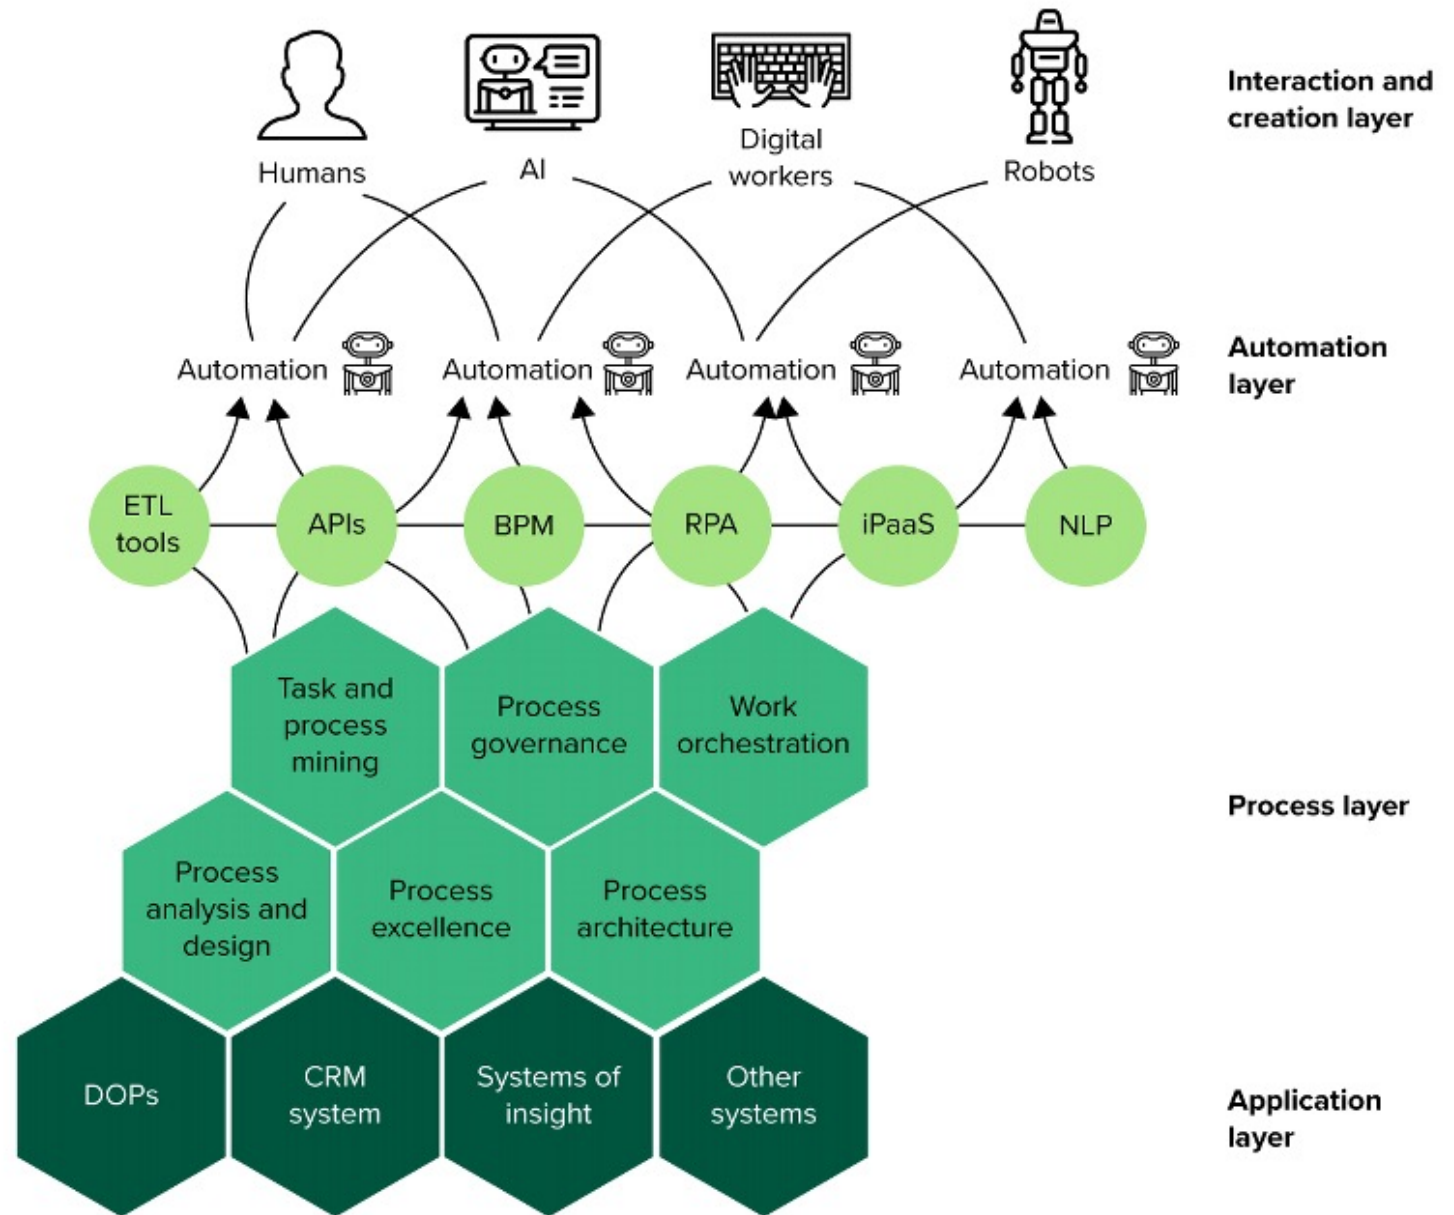 Humans
AI
Digital
workers
Robots
Interaction and
creation layer
Automation
Automation
Automation
Automation
Automation
layer
ETL
tools
APIs
BPM
RPA
iPaaS
NLP
Task and
process
mining
Process
governance
Work
orchestration
Process layer
Process
analysis and
design
Process
excellence
Process
architecture
DOPs
CRM
system
Systems of
insight
Other
systems
Application
layer